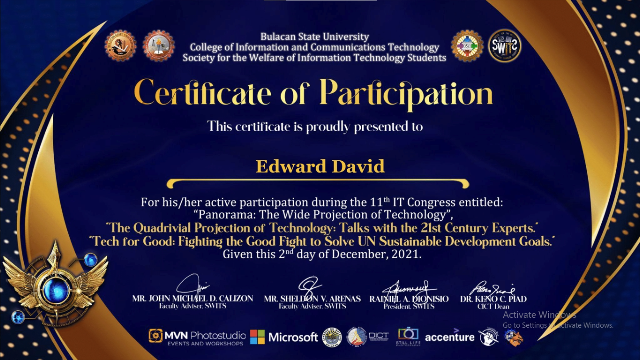 Bulacan State University
College of Information and Communications Technology
Society for the Welfare of Information Technology Students
SWITS
Certificate of Participation
This certificate is proudly presented to
Edward David
For his/her active participation during the 11th IT Congress entitled:
“Panorama: The Wide Projection of Technology”,
"The Quadrivial Projection of Technology: Talks with the 21st Century Experts."
"Tech for Good: Fighting the Good Fight to Solve UN Sustainable Development Goals."
Given this 2nd day of December, 2021.
MR. JOHN MICHAEL D. CALIZON
Faculty Adviser, SWITS
MR. SHELDON V. ARENAS
Faculty Adviser, SWITS
RAINIEL A. DIONISIO
President, SWITS
DR. KENO C. PIAD
CICT Dean
Activate Windows
Go to Settings to activate Windows.
MVN Photostudio
EVENTS AND WORKSHOPS
Microsoft
DICT
accenture